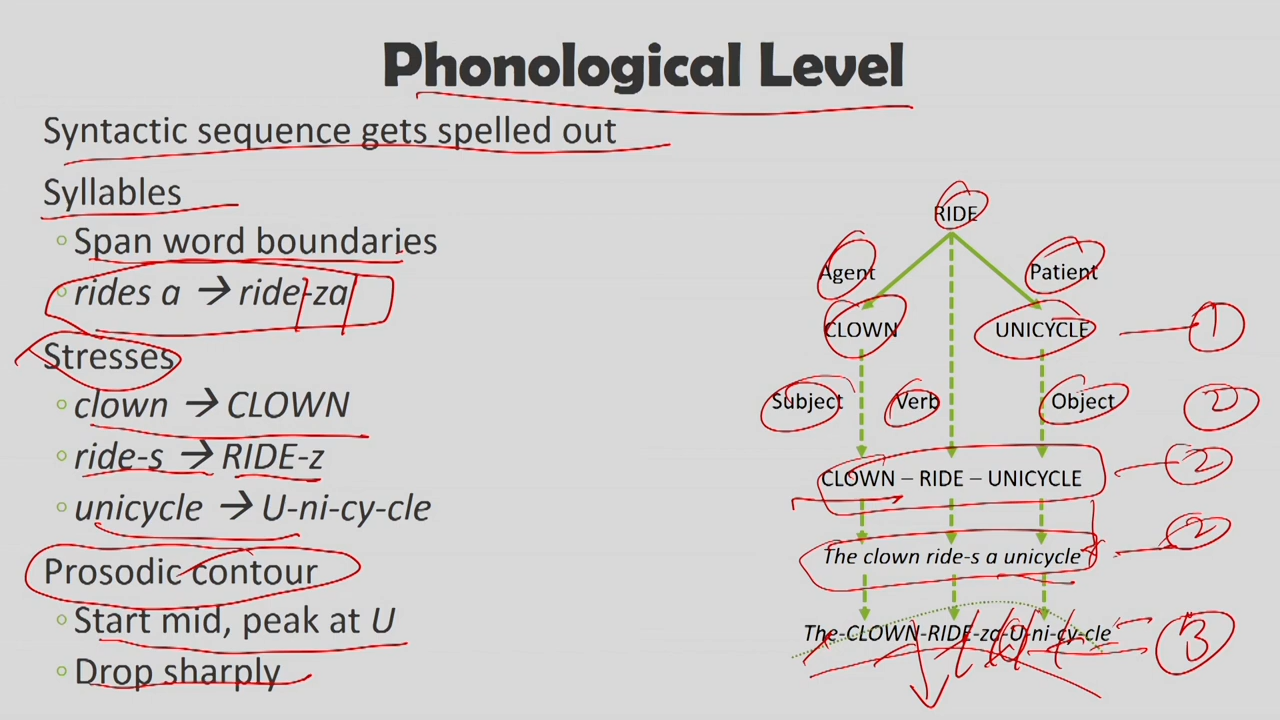 Phonological Level
Syntactic sequence gets spelled out
Syllables
Span word boundaries
rides a → ride-za
Stresses
clown → CLOWN
ride-s → RIDE-z
unicycle → U-ni-cy-cle
Prosodic contour
Start mid, peak at U
Drop sharply
RIDE
Agent Patient
CLOWN UNICYCLE 1
Subject Verb Object 2
CLOWN – RIDE – UNICYCLE 2
The clown ride-s a unicycle 2
The-CLOWN-RIDE-za-U-ni-cy-cle 3